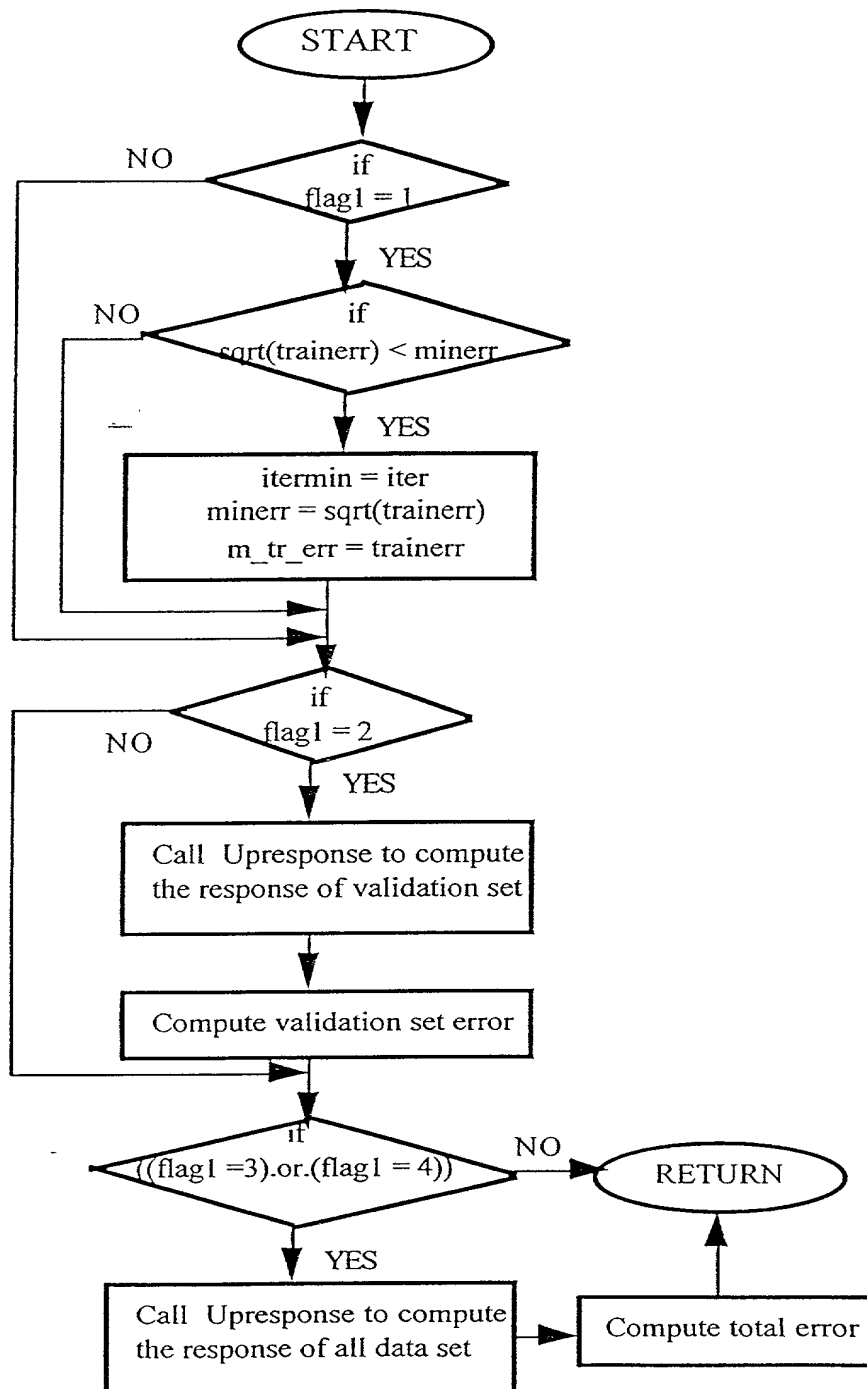 START
NO
if
flag1 = 1
YES
NO
if
sqrt(trainerr) < minerr
YES
itermin = iter
minerr = sqrt(trainerr)
m_tr_err = trainerr
if
flag1 = 2
NO
YES
Call Upresponse to compute
the response of validation set
Compute validation set error
if
((flag1 =3).or.(flag1 = 4))
NO
RETURN
YES
Call Upresponse to compute
the response of all data set
Compute total error